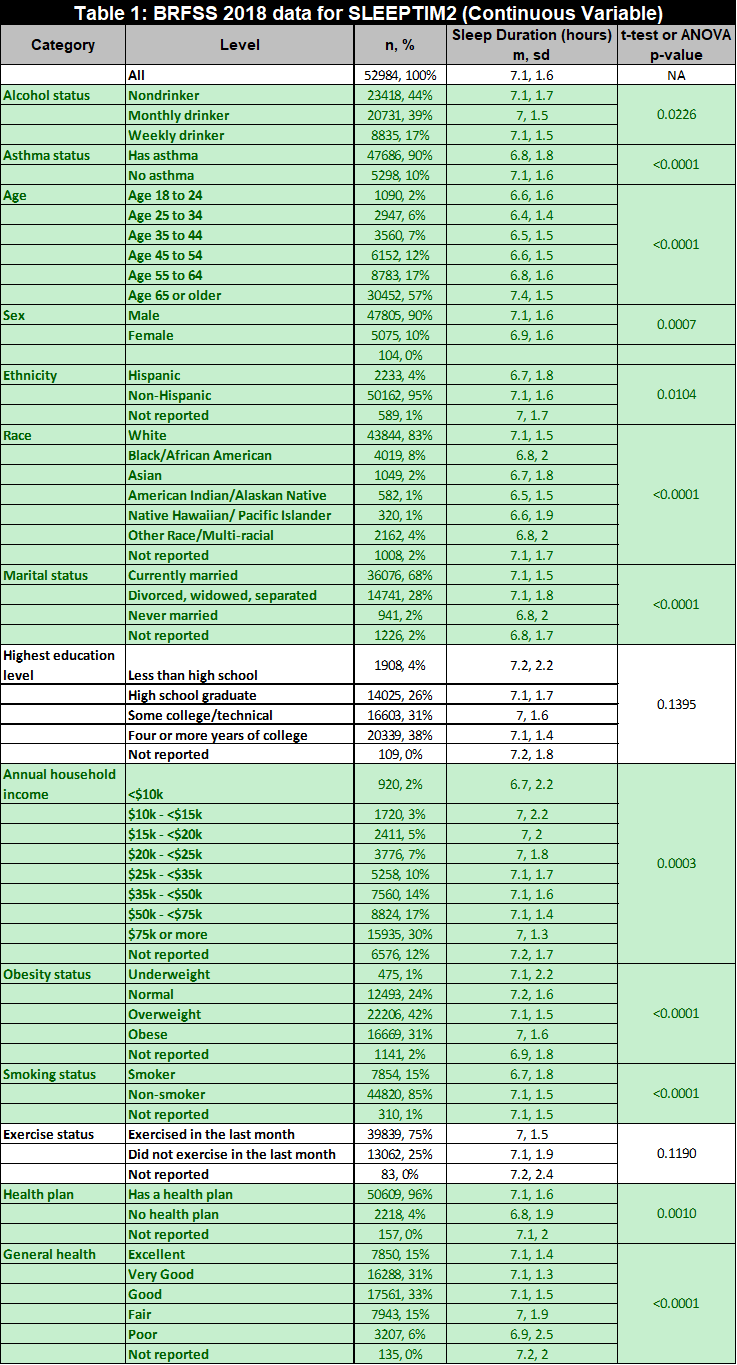 Table 1: BRFSS 2018 data for SLEEPTIM2 (Continuous Variable)
Category Level n, % Sleep Duration (hours) m, sd t-test or ANOVA p-value
All 52984, 100% 7.1, 1.6 NA
Alcohol status Nondrinker 23418, 44% 7.1, 1.7 0.0226
Monthly drinker 20731, 39% 7, 1.5
Weekly drinker 8835, 17% 7.1, 1.5
Asthma status Has asthma 47686, 90% 6.8, 1.8 <0.0001
No asthma 5298, 10% 7.1, 1.6
Age Age 18 to 24 1090, 2% 6.6, 1.6 <0.0001
Age 25 to 34 2947, 6% 6.4, 1.4
Age 35 to 44 3560, 7% 6.5, 1.5
Age 45 to 54 6152, 12% 6.6, 1.5
Age 55 to 64 8783, 17% 6.8, 1.6
Age 65 or older 30452, 57% 7.4, 1.5
Sex Male 47805, 90% 7.1, 1.6 0.0007
Female 5075, 10% 6.9, 1.6
104, 0%
Ethnicity Hispanic 2233, 4% 6.7, 1.8 0.0104
Non-Hispanic 50162, 95% 7.1, 1.6
Not reported 589, 1% 7, 1.7
Race White 43844, 83% 7.1, 1.5 <0.0001
Black/African American 4019, 8% 6.8, 2
Asian 1049, 2% 6.7, 1.8
American Indian/Alaskan Native 582, 1% 6.5, 1.5
Native Hawaiian/ Pacific Islander 320, 1% 6.6, 1.9
Other Race/Multi-racial 2162, 4% 6.8, 2
Not reported 1008, 2% 7.1, 1.7
Marital status Currently married 36076, 68% 7.1, 1.5 <0.0001
Divorced, widowed, separated 14741, 28% 7.1, 1.8
Never married 941, 2% 6.8, 2
Not reported 1226, 2% 6.8, 1.7
Highest education level Less than high school 1908, 4% 7.2, 2.2 0.1395
High school graduate 14025, 26% 7.1, 1.7
Some college/technical 16603, 31% 7, 1.6
Four or more years of college 20339, 38% 7.1, 1.4
Not reported 109, 0% 7.2, 1.8
Annual household income <$10k 920, 2% 6.7, 2.2 0.0003
$10k - <$15k 1720, 3% 7, 2.2
$15k - <$20k 2411, 5% 7, 2
$20k - <$25k 3776, 7% 7, 1.8
$25k - <$35k 5258, 10% 7.1, 1.7
$35k - <$50k 7560, 14% 7.1, 1.6
$50k - <$75k 8824, 17% 7.1, 1.4
$75k or more 15935, 30% 7, 1.3
Not reported 6576, 12% 7.2, 1.7
Obesity status Underweight 475, 1% 7.1, 2.2 <0.0001
Normal 12493, 24% 7.2, 1.6
Overweight 22206, 42% 7.1, 1.5
Obese 16669, 31% 7, 1.6
Not reported 1141, 2% 6.9, 1.8
Smoking status Smoker 7854, 15% 6.7, 1.8 <0.0001
Non-smoker 44820, 85% 7.1, 1.5
Not reported 310, 1% 7.1, 1.5
Exercise status Exercised in the last month 39839, 75% 7, 1.5 0.1190
Did not exercise in the last month 13062, 25% 7.1, 1.9
Not reported 83, 0% 7.2, 2.4
Health plan Has a health plan 50609, 96% 7.1, 1.6 0.0010
No health plan 2218, 4% 6.8, 1.9
Not reported 157, 0% 7.1, 2
General health Excellent 7850, 15% 7.1, 1.4 <0.0001
Very Good 16288, 31% 7.1, 1.3
Good 17561, 33% 7.1, 1.5
Fair 7943, 15% 7, 1.9
Poor 3207, 6% 6.9, 2.5
Not reported 135, 0% 7.2, 2